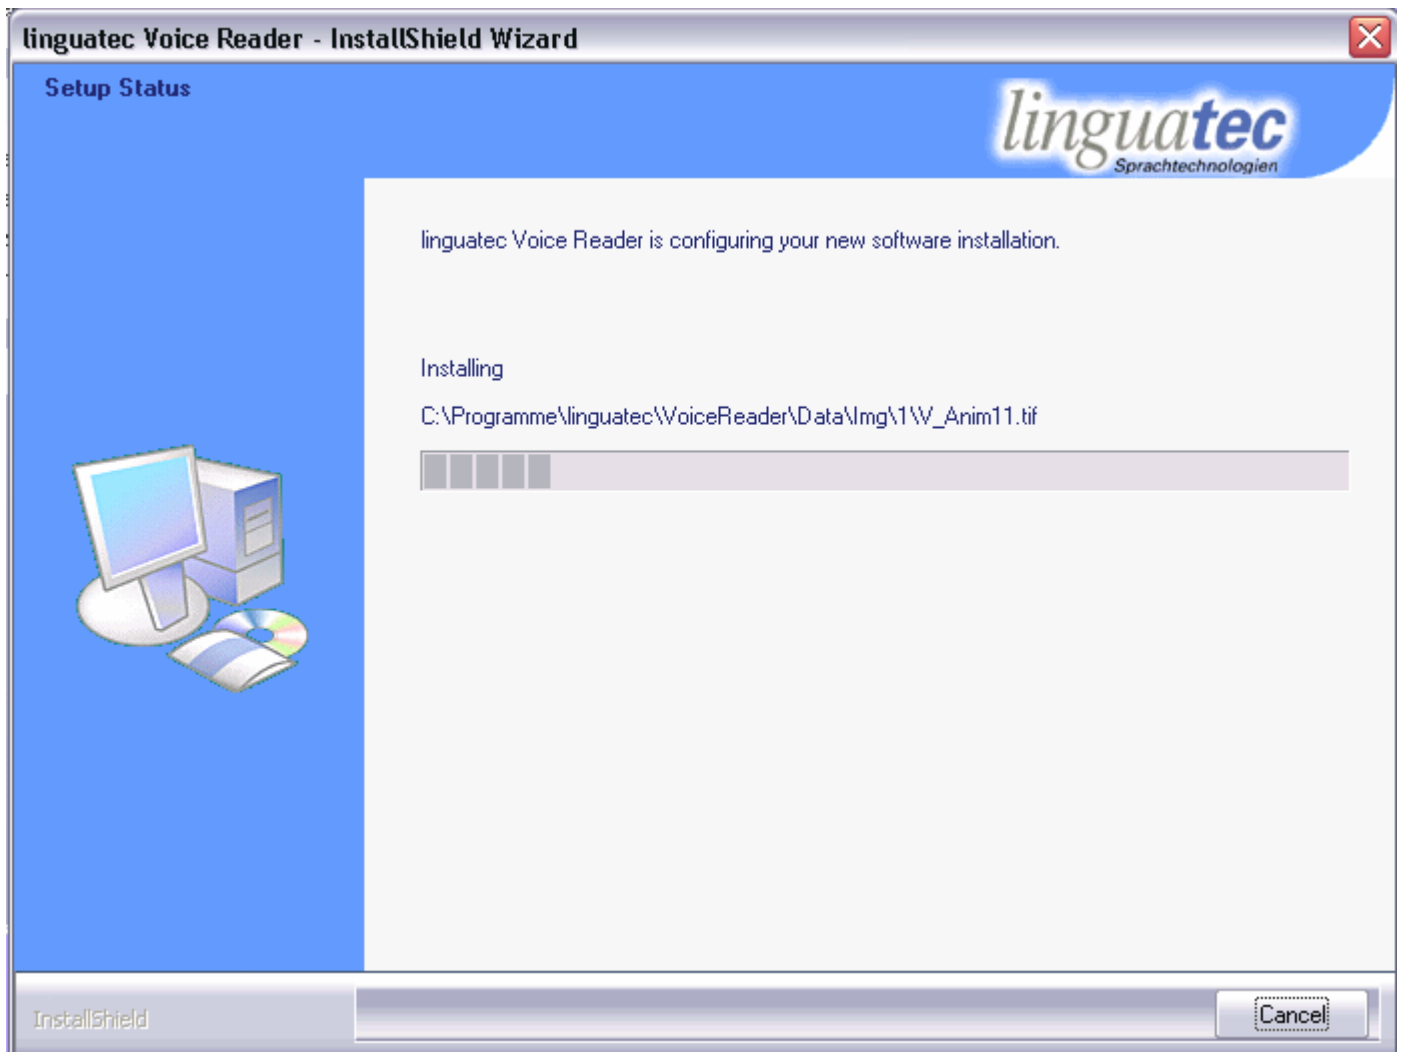 linguatec Voice Reader - InstallShield Wizard
Setup Status
linguatec
Sprachtechnologien
linguatec Voice Reader is configuring your new software installation.
Installing
C:\Programme\linguatec\VoiceReader\Data\Img\1\V_Anim11.tif
InstallShield
Cancel